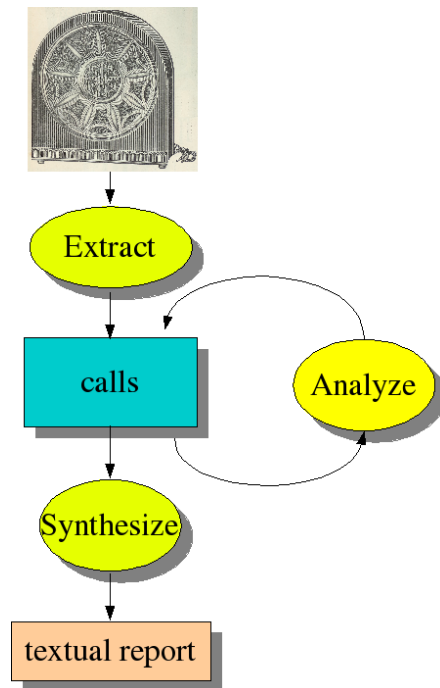 Extract
calls
Analyze
Synthesize
textual report